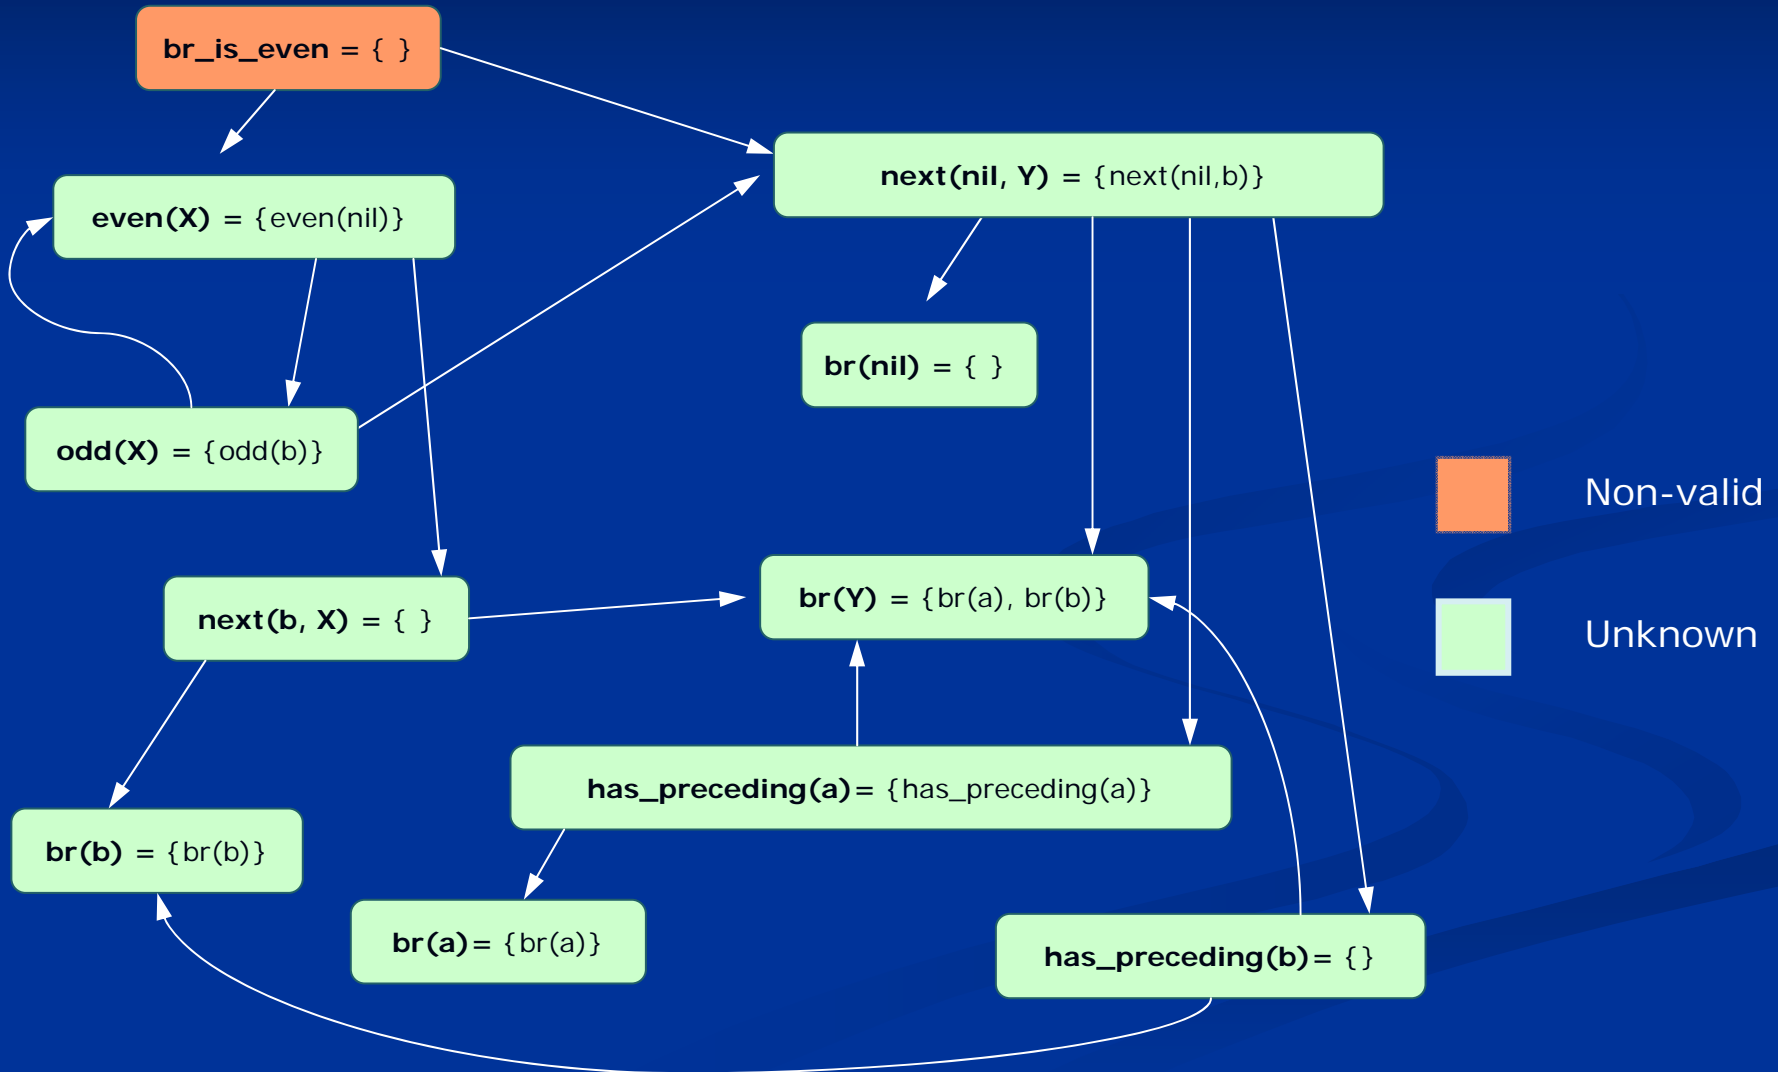 br_is_even = { }
next(nil, Y) = {next(nil,b)}
even(X) = {even(nil)}
br(nil) = { }
odd(X) = {odd(b)}
Non-valid
br(Y) = {br(a), br(b)}
next(b, X) = { }
Unknown
has_preceding(a)= {has_preceding(a)}
br(b) = {br(b)}
br(a)= {br(a)}
has_preceding(b)= {}